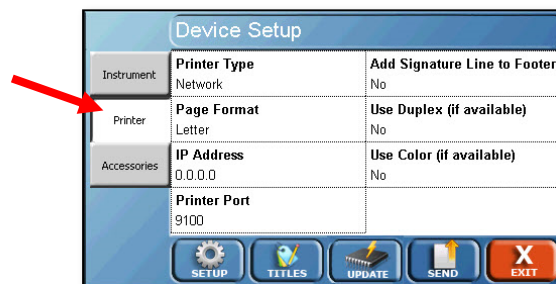 Device Setup
Instrument
Printer
Accessories
Printer Type
Network
Add Signature Line to Footer
No
Page Format
Letter
Use Duplex (if available)
No
IP Address
0.0.0.0
Use Color (if available)
No
Printer Port
9100
SETUP
TITLES
UPDATE
SEND
X
EXIT